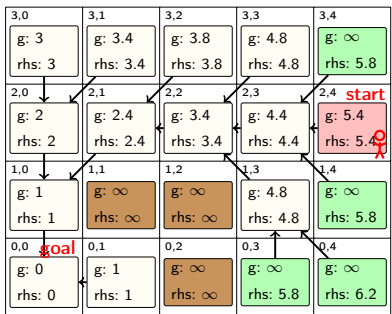 3,0 3,1 3,2 3,3 3,4
g: 3 g: 3.4 g: 3.8 g: 4.8 g: ∞
rhs: 3 rhs: 3.4 rhs: 3.8 rhs: 4.8 rhs: 5.8
2,0 2,1 2,2 2,3 2,4 start
g: 2 g: 2.4 g: 3.4 g: 4.4 g: 5.4
rhs: 2 rhs: 2.4 rhs: 3.4 rhs: 4.4 rhs: 5.4
1,0 1,1 1,2 1,3 1,4
g: 1 g: ∞ g: ∞ g: 4.8 g: ∞
rhs: 1 rhs: ∞ rhs: ∞ rhs: 4.8 rhs: 5.8
0,0 goal 0,1 0,2 0,3 0,4
g: 0 g: 1 g: ∞ g: ∞ g: ∞
rhs: 0 rhs: 1 rhs: ∞ rhs: 5.8 rhs: 6.2